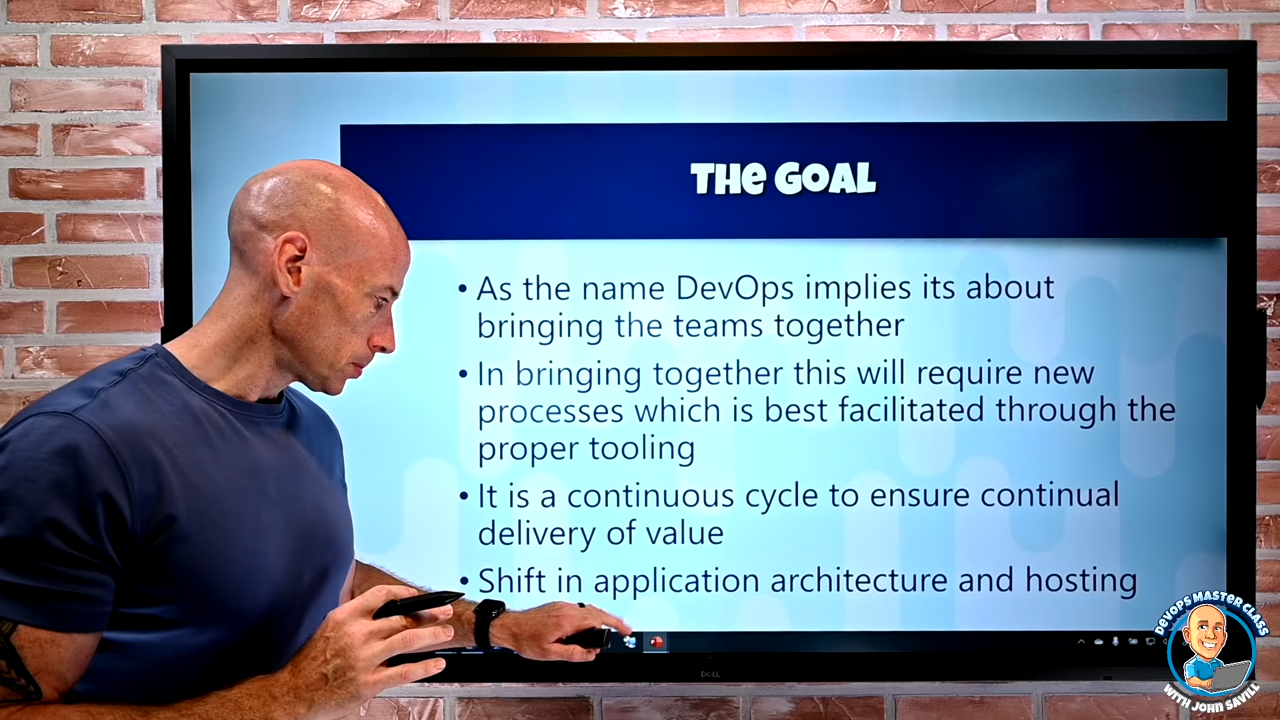 THE GOAL
• As the name DevOps implies its about
bringing the teams together
• In bringing together this will require new
processes which is best facilitated through the
proper tooling
• It is a continuous cycle to ensure continual
delivery of value
• Shift in application architecture and hosting
DELL
DEVOPS MASTER CLASS
WITH JOHN SAVILL